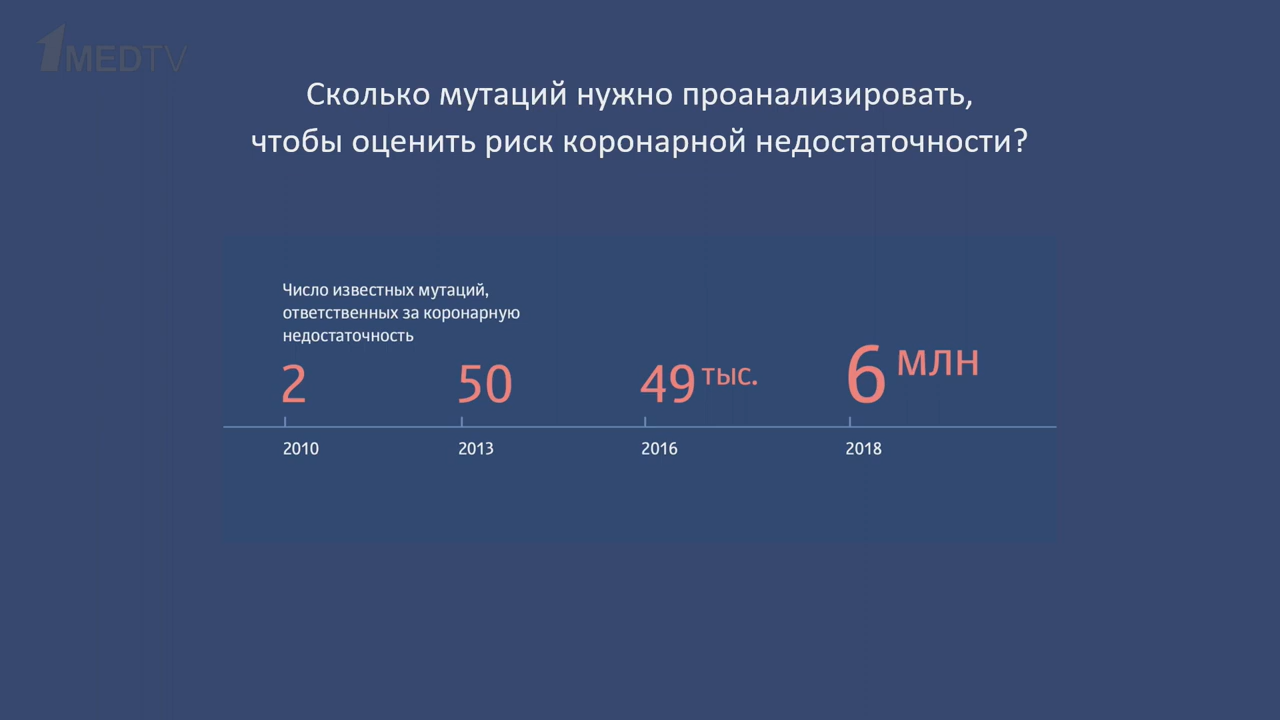 1MEDTV
Сколько мутаций нужно проанализировать,
чтобы оценить риск коронарной недостаточности?
Число известных мутаций,
ответственных за коронарную
недостаточность
2 50 49 тыс. 6 млн
2010 2013 2016 2018